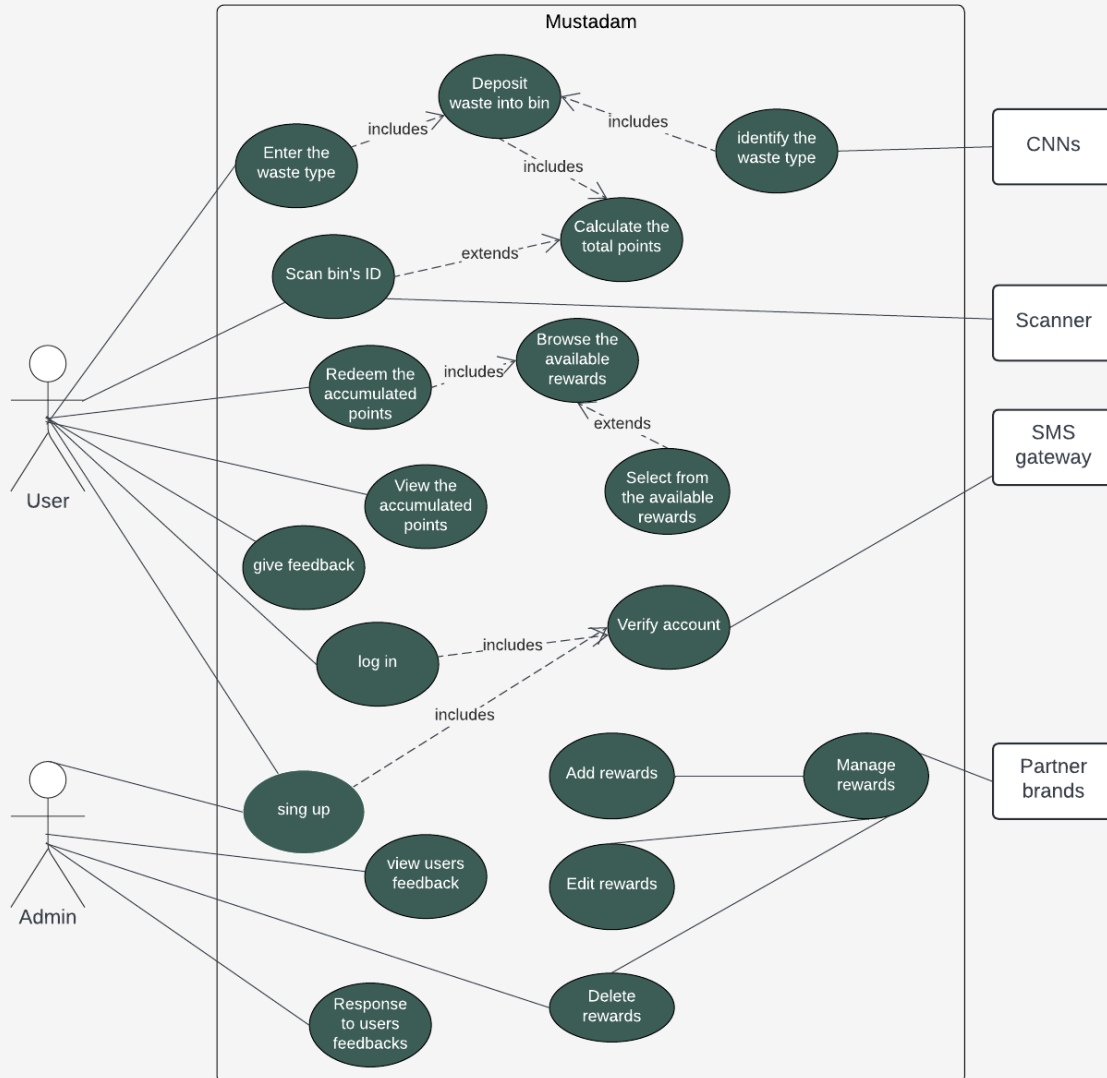 Mustadam
Deposit
waste into bin
includes
includes
identify the
waste type
CNNs
Enter the
waste type
includes
Calculate the
total points
extends
Scan bin's ID
Scanner
Browse the
available
rewards
includes
Redeem the
accumulated
points
extends
SMS
gateway
Select from
the available
rewards
View the
accumulated
points
User
give feedback
Verify account
includes
log in
includes
Add rewards
Manage
rewards
Partner
brands
sing up
view users
feedback
Edit rewards
Admin
Delete
rewards
Response
to users
feedbacks